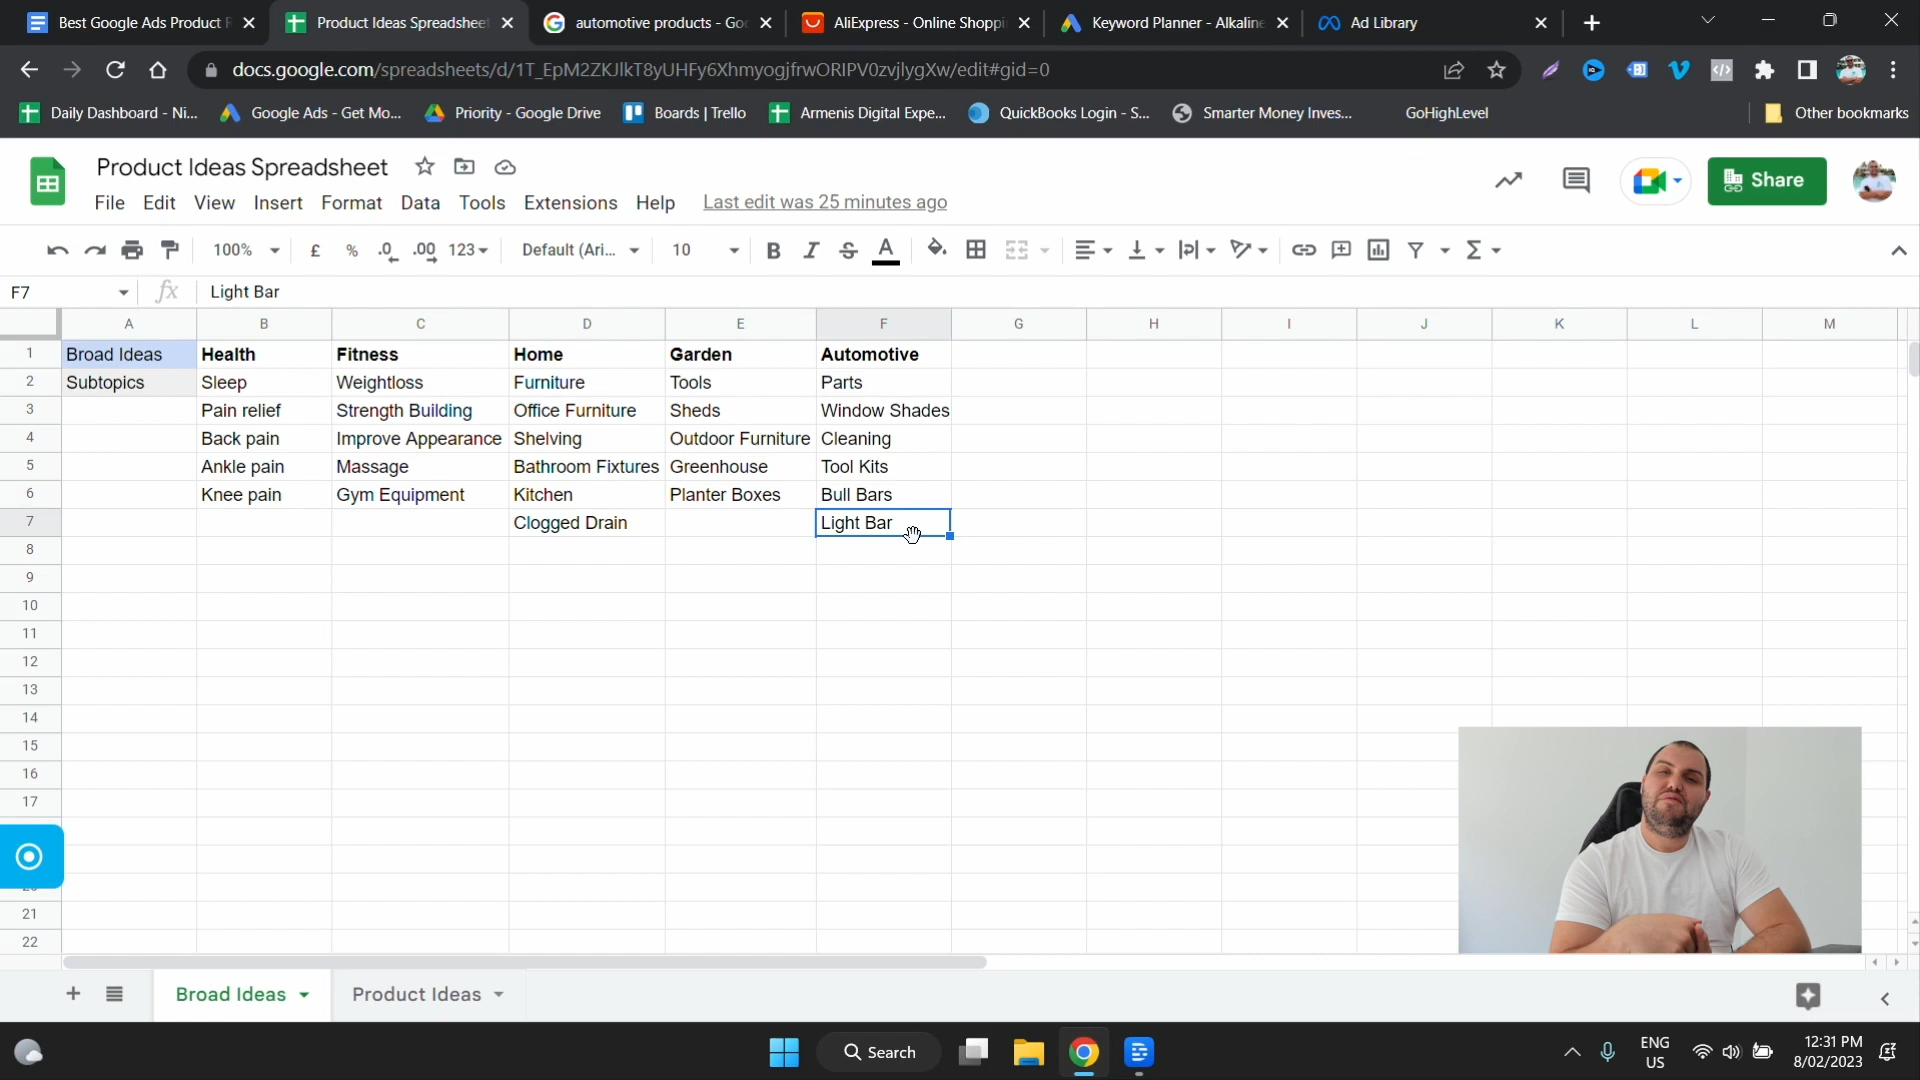 Best Google Ads Product R
Product Ideas Spreadsheet
automotive products - Goo
AliExpress - Online Shoppi
Keyword Planner - Alkaline
Ad Library
docs.google.com/spreadsheets/d/1T_EpM2ZKJlkT8yUHFy6XhmyogjfrwORIPV0zvjlygXw/edit#gid=0
Daily Dashboard - Ni...
Google Ads - Get Mo...
Priority - Google Drive
Boards | Trello
Armenis Digital Expe...
QuickBooks Login - S...
Smarter Money Inves...
GoHighLevel
Other bookmarks
Product Ideas Spreadsheet
File Edit View Insert Format Data Tools Extensions Help Last edit was 25 minutes ago
Share
100% £ % .0 .00 123 Default (Ari... 10 B I S A
F7 fx Light Bar
A B C D E F G H I J K L M
1 Broad Ideas Health Fitness Home Garden Automotive
2 Subtopics Sleep Weightloss Furniture Tools Parts
3 Pain relief Strength Building Office Furniture Sheds Window Shades
4 Back pain Improve Appearance Shelving Outdoor Furniture Cleaning
5 Ankle pain Massage Bathroom Fixtures Greenhouse Tool Kits
6 Knee pain Gym Equipment Kitchen Planter Boxes Bull Bars
7 Clogged Drain Light Bar
8
9
10
11
12
13
14
15
16
17
21
22
Broad Ideas Product Ideas
Search
ENG
US
12:31 PM
8/02/2023